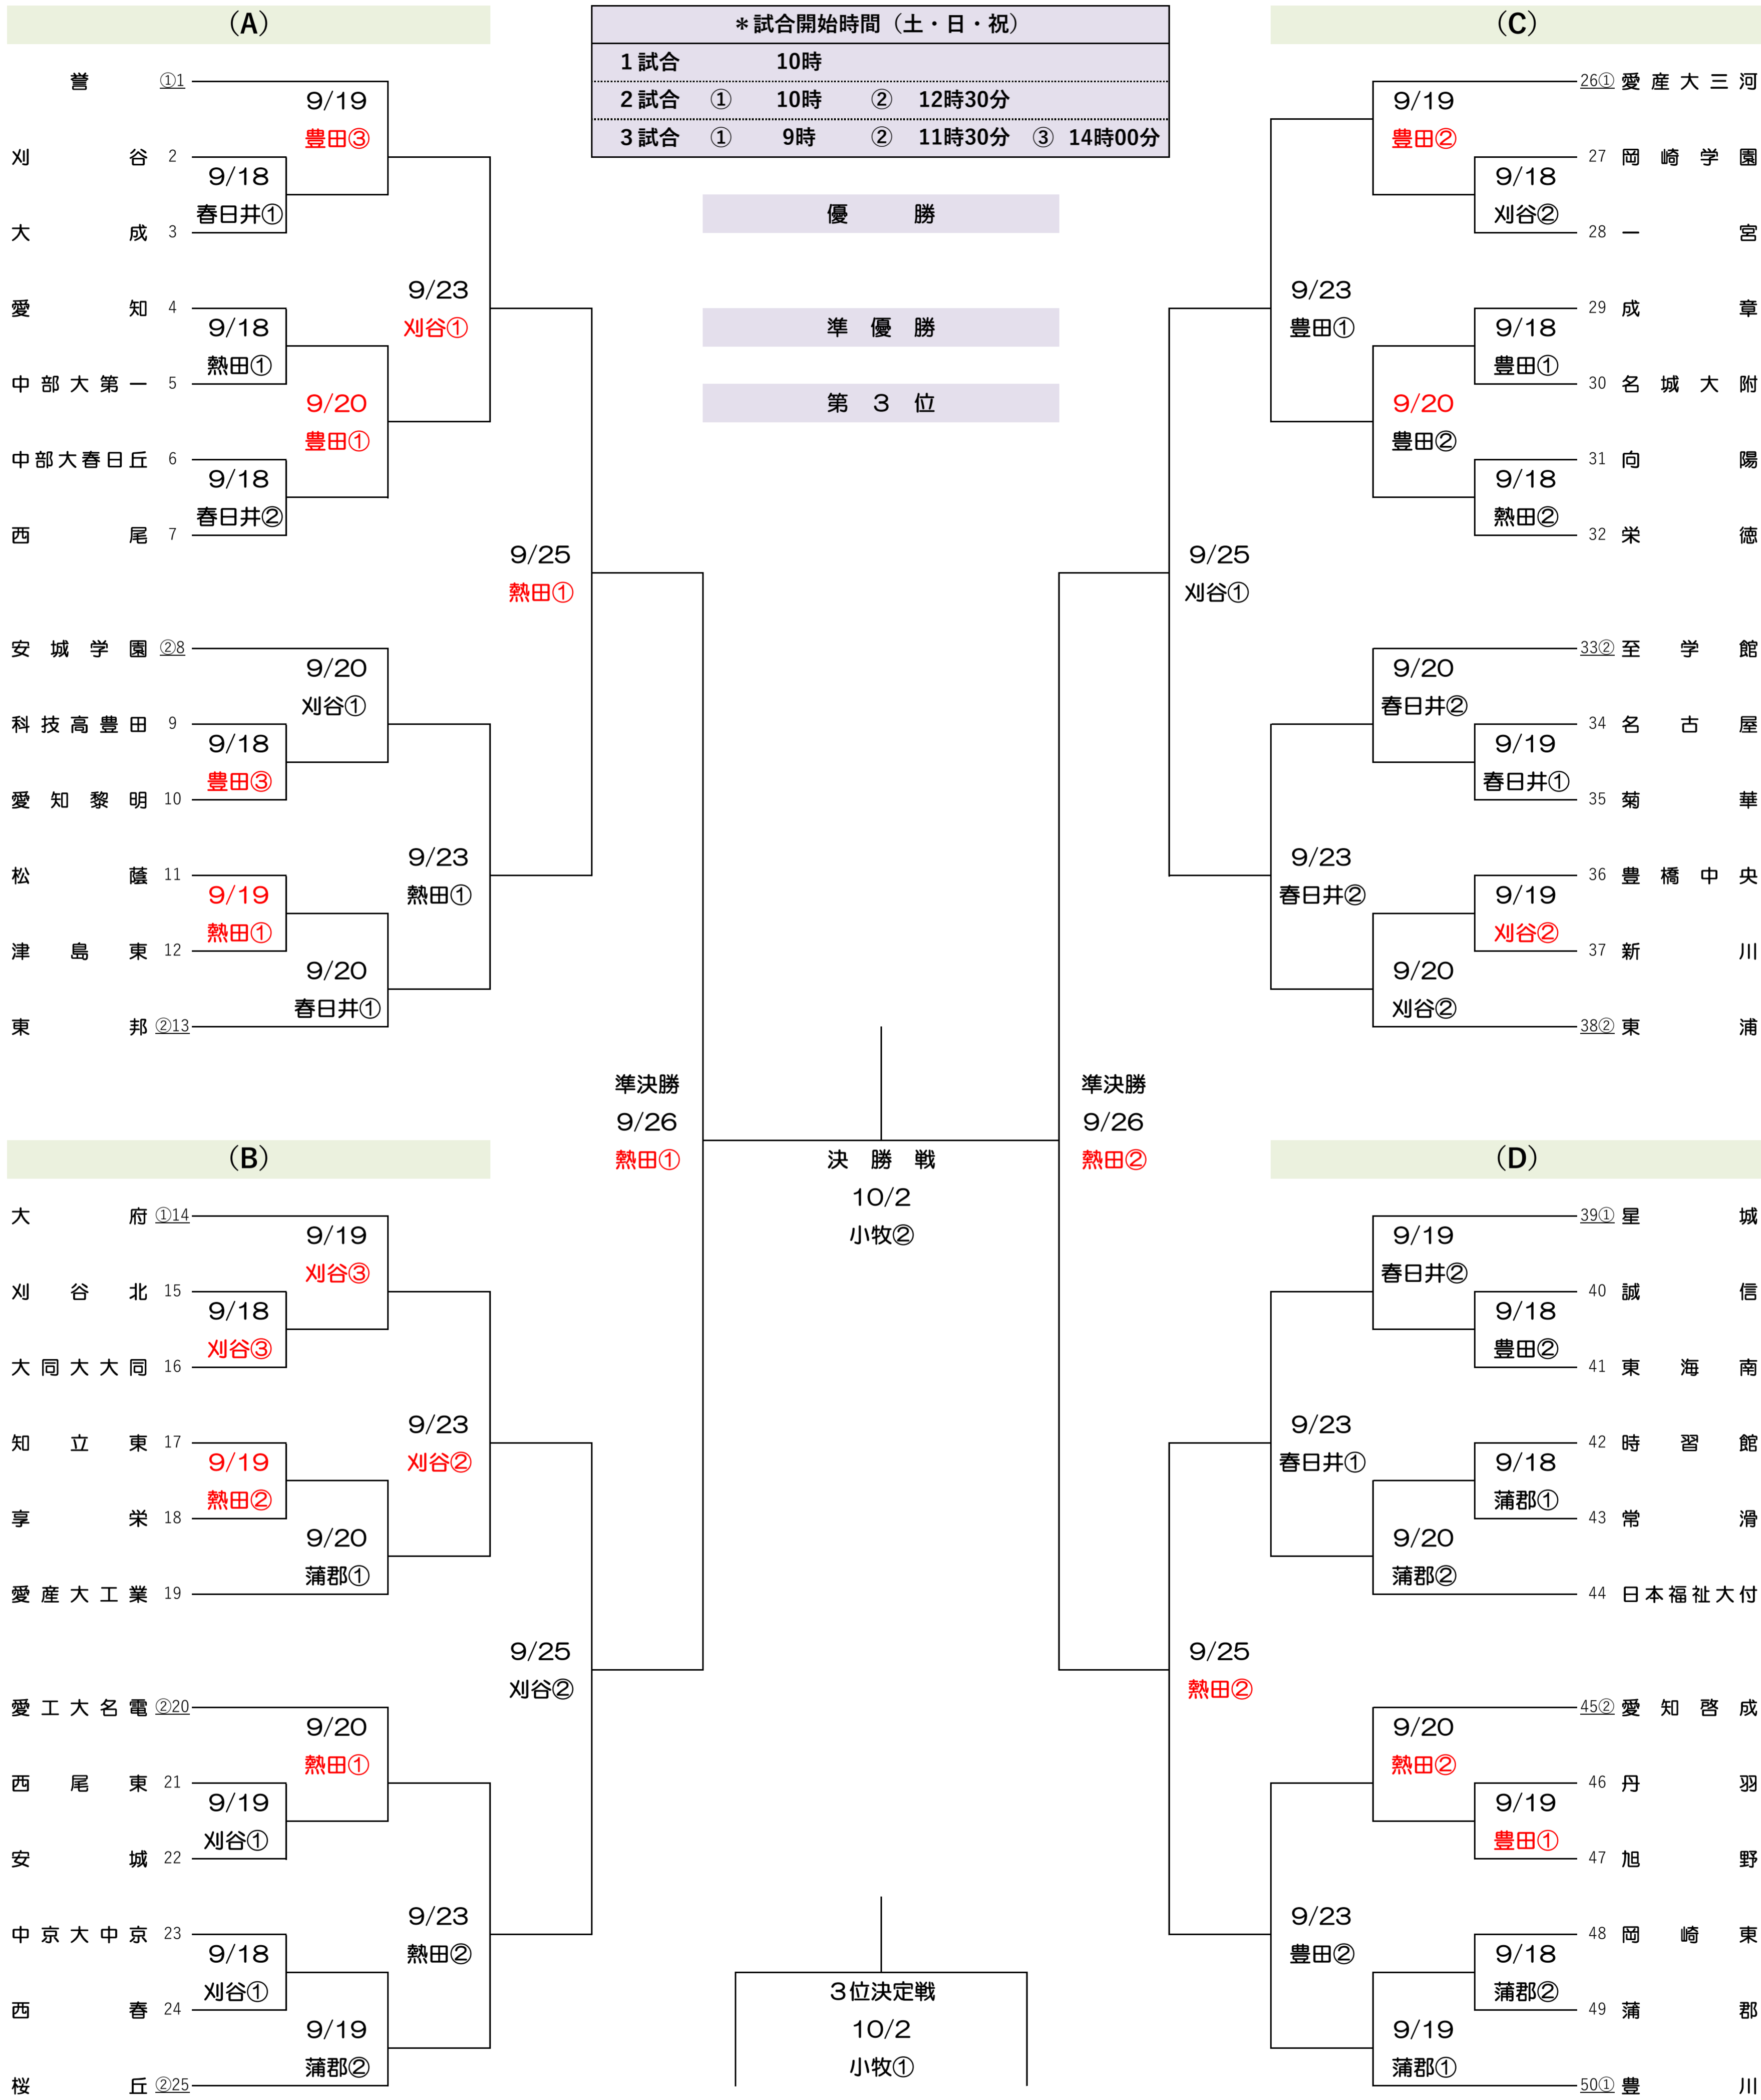 （A）
誉 ①1
9/19
豊田③
刈谷 2
9/18
春日井①
大成 3
9/23
刈谷①
愛知 4
9/18
熱田①
中部大第一 5
9/20
豊田①
中部大春日丘 6
9/18
春日井②
西尾 7
9/25
熱田①
安城学園 ②8
9/20
刈谷①
科技高豊田 9
9/18
豊田③
愛知黎明 10
9/23
熱田①
松蔭 11
9/19
熱田①
津島東 12
9/20
春日井①
東邦 ②13
準決勝
9/26
熱田①
（B）
大府 ①14
9/19
刈谷③
刈谷北 15
9/18
刈谷③
大同大大同 16
9/23
刈谷②
知立東 17
9/19
熱田②
享栄 18
9/20
蒲郡①
愛産大工業 19
9/25
刈谷②
愛工大名電 ②20
9/20
熱田①
西尾東 21
9/19
刈谷①
安城 22
9/23
熱田②
中京大中京 23
9/18
刈谷①
西春 24
9/19
蒲郡②
桜丘 ②25
＊試合開始時間（土・日・祝）
1試合 10時
2試合 ① 10時 ② 12時30分
3試合 ① 9時 ② 11時30分 ③ 14時00分
優勝
準優勝
第3位
決勝戦
10/2
小牧②
3位決定戦
10/2
小牧①
（C）
26① 愛産大三河
9/19
豊田②
27 岡崎学園
9/18
刈谷②
28 一宮
9/23
豊田①
29 成章
9/18
豊田①
30 名城大附
9/20
豊田②
31 向陽
9/18
熱田②
32 栄徳
9/25
刈谷①
33② 至学館
9/20
春日井②
34 名古屋
9/19
春日井①
35 菊華
9/23
春日井②
36 豊橋中央
9/19
刈谷②
37 新川
9/20
刈谷②
38② 東浦
準決勝
9/26
熱田②
（D）
39① 星城
9/19
春日井②
40 誠信
9/18
豊田②
41 東海南
9/23
春日井①
42 時習館
9/18
蒲郡①
43 常滑
9/20
蒲郡②
44 日本福祉大付
9/25
熱田②
45② 愛知啓成
9/20
熱田②
46 丹羽
9/19
豊田①
47 旭野
9/23
豊田②
48 岡崎東
9/18
蒲郡②
49 蒲郡
9/19
蒲郡①
50① 豊川